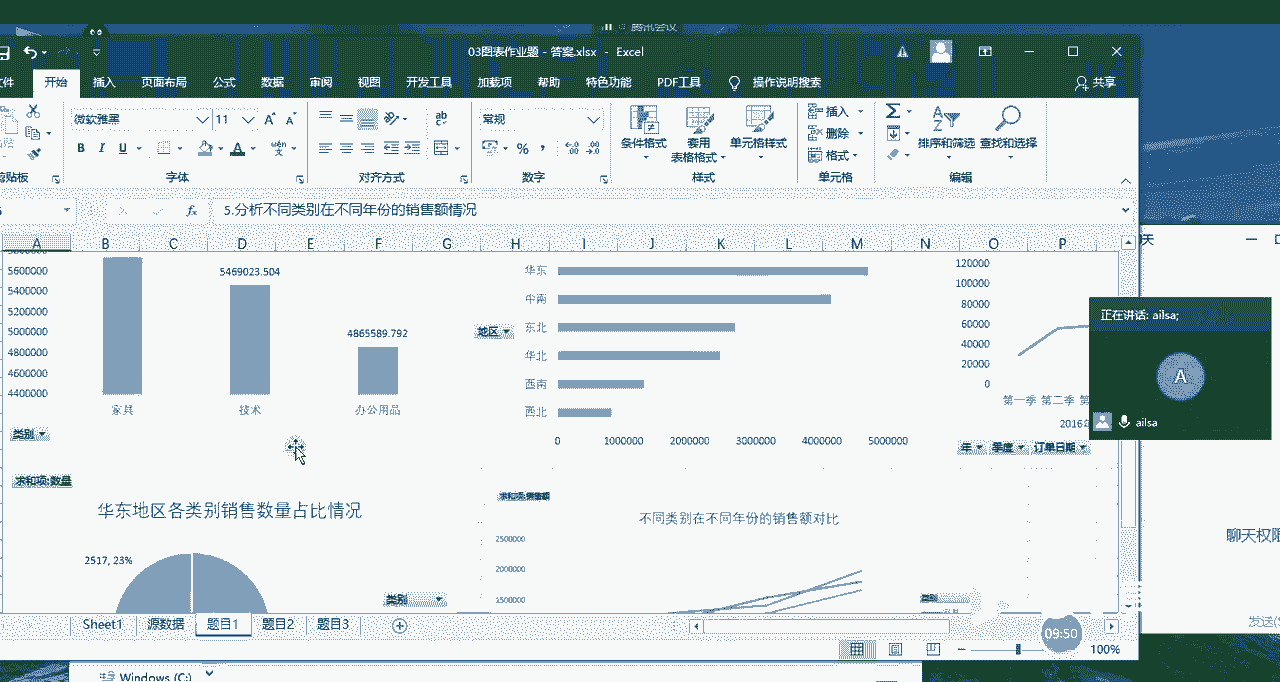 腾讯会议
03图表作业题 - 答案.xlsx - Excel
文件 开始 插入 页面布局 公式 数据 审阅 视图 开发工具 加载项 帮助 特色功能 PDF工具 操作说明搜索 共享
微软雅黑 11 常规 条件格式 套用 表格格式 单元格样式 插入 删除 格式 排序和筛选 查找和选择
剪贴板 字体 对齐方式 数字 样式 单元格 编辑
5.分析不同类别在不同年份的销售额情况
A B C D E F G H I J K L M N O P
5600000
5400000
5200000
5000000
4800000
4600000
4400000
5469023.504
4865589.792
家具 技术 办公用品
类别
地区
华东
中南
东北
华北
西南
西北
0 1000000 2000000 3000000 4000000 5000000
120000
100000
80000
60000
40000
20000
0
第一季 第二季 第
2016年
年 季度 订单日期
正在讲话: ailsa;
A
ailsa
求和项:数量
华东地区各类别销售数量占比情况
2517, 23%
类别
求和项:销售额
不同类别在不同年份的销售额对比
2500000
2000000
1500000
类别
聊天权限
发送(S
Sheet1 源数据 题目1 题目2 题目3
09:50
100%
Windows (C:)